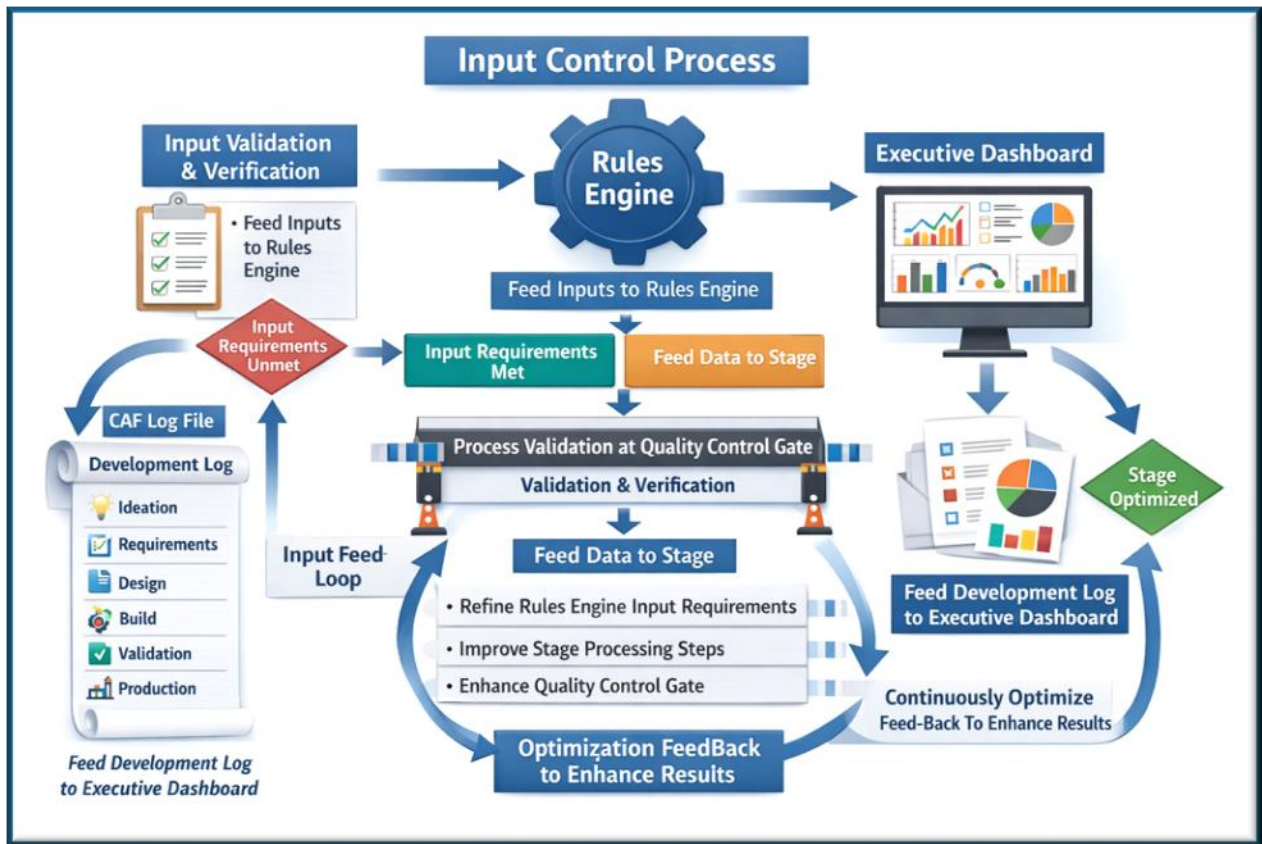 Input Control Process
Input Validation
& Verification
• Feed Inputs
to Rules
Engine
Rules
Engine
Executive Dashboard
Feed Inputs to Rules Engine
Input
Requirements
Unmet
Input Requirements
Met
Feed Data to Stage
CAF Log File
Development Log
Ideation
Requirements
Design
Build
Validation
Production
Feed Development Log
to Executive Dashboard
Process Validation at Quality Control Gate
Validation & Verification
Input Feed-
Loop
Feed Data to Stage
• Refine Rules Engine Input Requirements
• Improve Stage Processing Steps
• Enhance Quality Control Gate
Optimization FeedBack
to Enhance Results
Stage
Optimized
Feed Development Log
to Executive Dashboard
Continuously Optimize
Feed-Back To Enhance Results